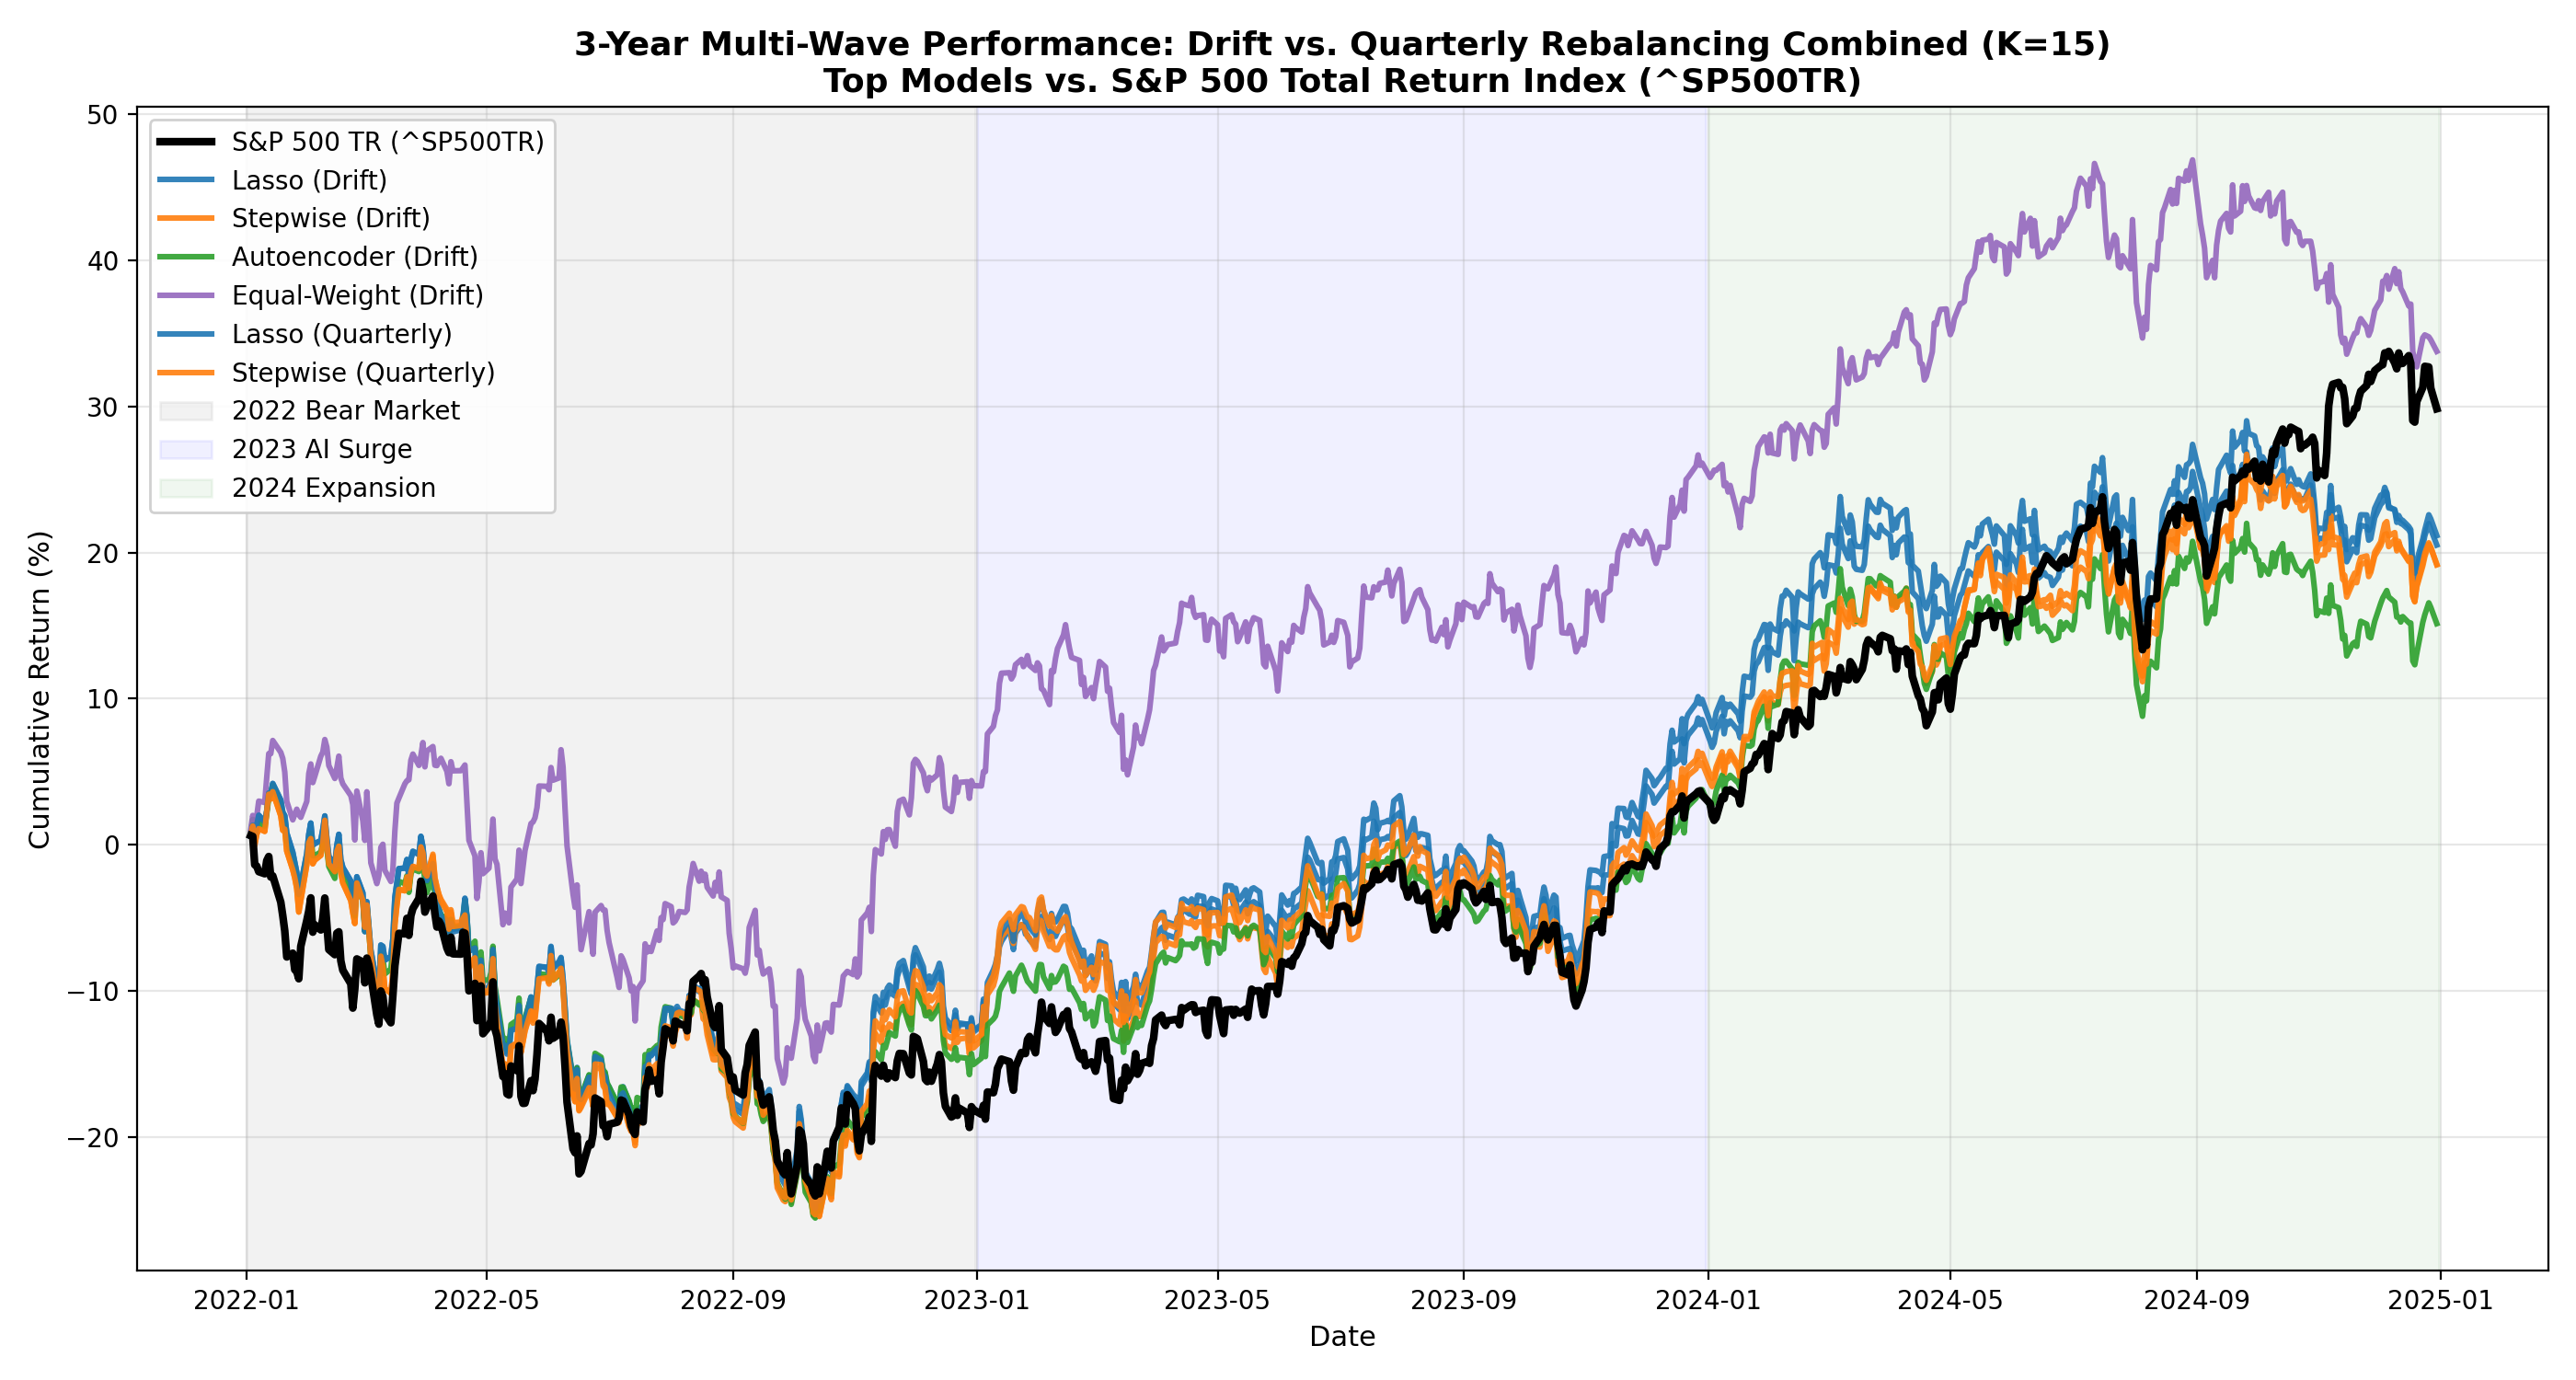 3-Year Multi-Wave Performance: Drift vs. Quarterly Rebalancing Combined (K=15)
Top Models vs. S&P 500 Total Return Index (^SP500TR)
S&P 500 TR (^SP500TR)
Lasso (Drift)
Stepwise (Drift)
Autoencoder (Drift)
Equal-Weight (Drift)
Lasso (Quarterly)
Stepwise (Quarterly)
2022 Bear Market
2023 AI Surge
2024 Expansion
Cumulative Return (%)
50
40
30
20
10
0
−10
−20
2022-01
2022-05
2022-09
2023-01
2023-05
2023-09
2024-01
2024-05
2024-09
2025-01
Date